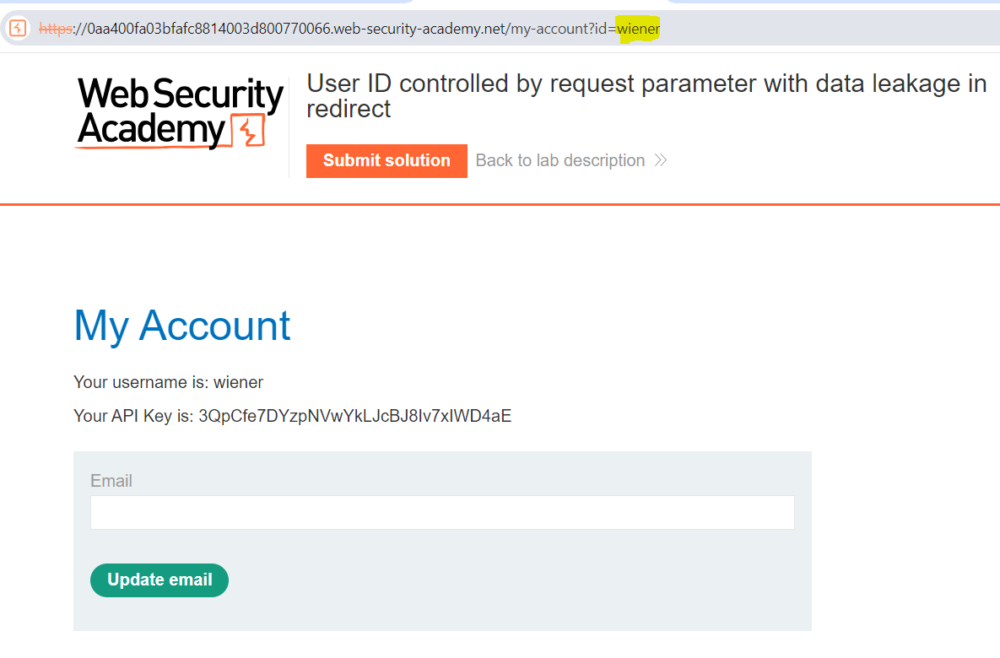 https://0aa400fa03bfafc8814003d800770066.web-security-academy.net/my-account?id=wiener
Web Security
Academy
User ID controlled by request parameter with data leakage in
redirect
Submit solution
Back to lab description
My Account
Your username is: wiener
Your API Key is: 3QpCfe7DYzpNVwYkLJcBJ8Iv7xIWD4aE
Email
Update email